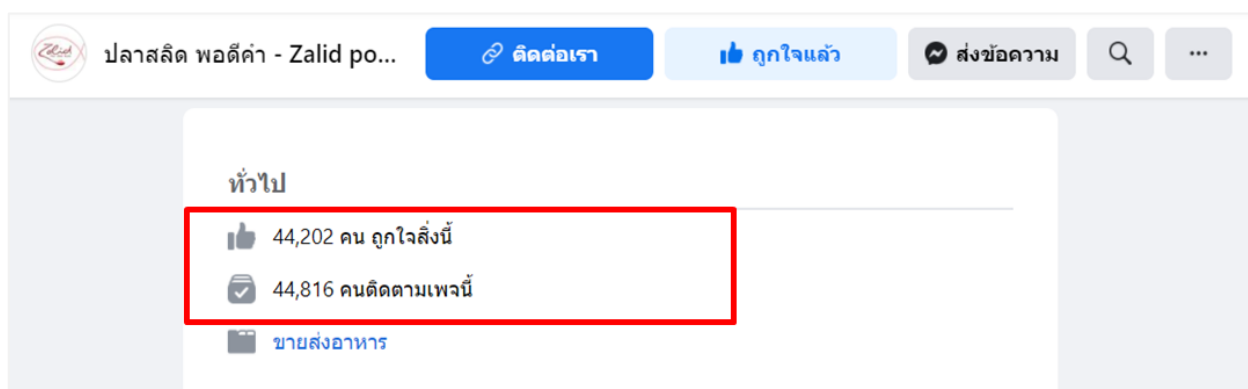 Zalid
ปลาสลิด พอดีคำ - Zalid po... ติดต่อเรา ถูกใจแล้ว ส่งข้อความ ...
ทั่วไป
44,202 คน ถูกใจสิ่งนี้
44,816 คนติดตามเพจนี้
ขายส่งอาหาร